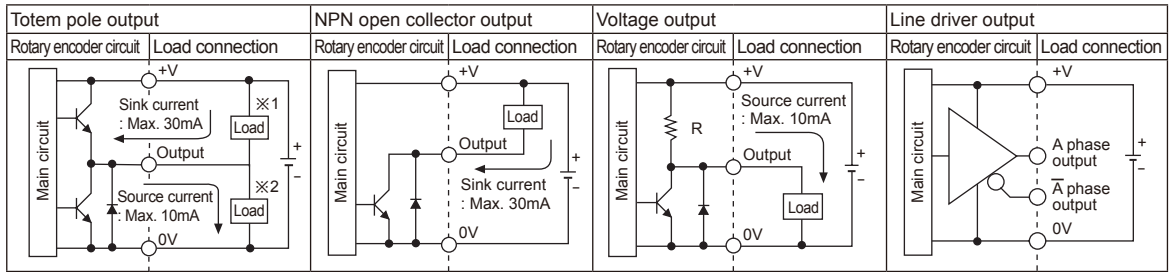 Totem pole output
Rotary encoder circuit
Load connection
Main circuit
+V
Sink current
: Max. 30mA
※1
Load
Output
Source current
: Max. 10mA
※2
Load
0V
+
−
NPN open collector output
Rotary encoder circuit
Load connection
Main circuit
+V
Load
Output
Sink current
: Max. 30mA
0V
+
−
Voltage output
Rotary encoder circuit
Load connection
Main circuit
+V
Source current
: Max. 10mA
R
Output
Load
0V
+
−
Line driver output
Rotary encoder circuit
Load connection
Main circuit
+V
A phase
output
A̅ phase
output
0V
+
−